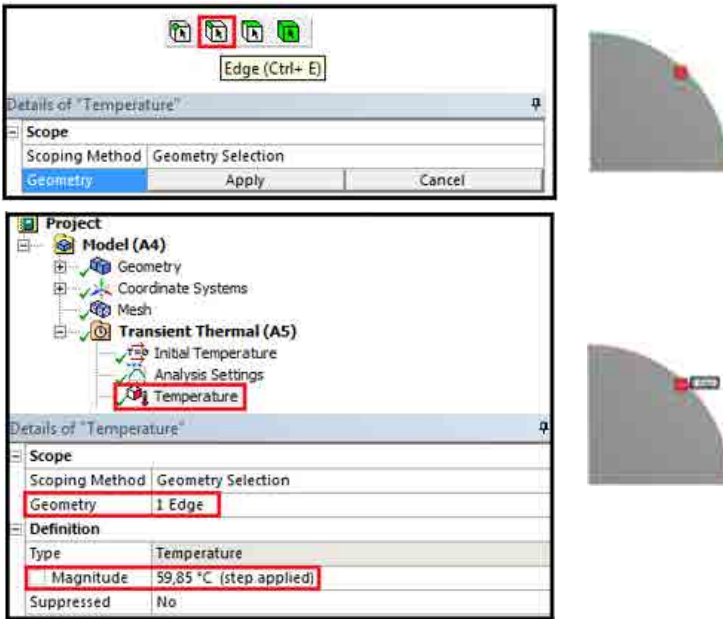 Edge (Ctrl+ E)
Details of "Temperature"
Scope
Scoping Method Geometry Selection
Geometry Apply Cancel
Project
Model (A4)
Geometry
Coordinate Systems
Mesh
Transient Thermal (A5)
Initial Temperature
Analysis Settings
Temperature
Details of "Temperature"
Scope
Scoping Method Geometry Selection
Geometry 1 Edge
Definition
Type Temperature
Magnitude 59,85 °C (step applied)
Suppressed No